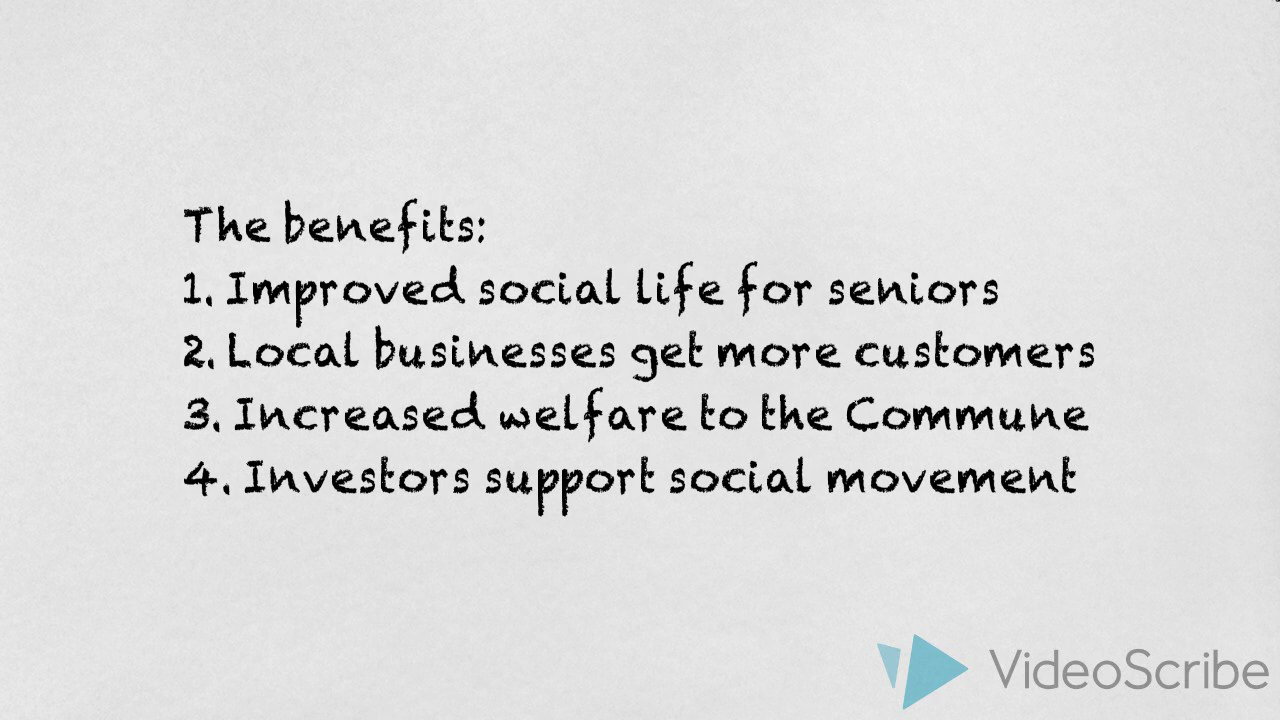 The benefits:
1. Improved social life for seniors
2. Local businesses get more customers
3. Increased welfare to the Commune
4. Investors support social movement
VideoScribe